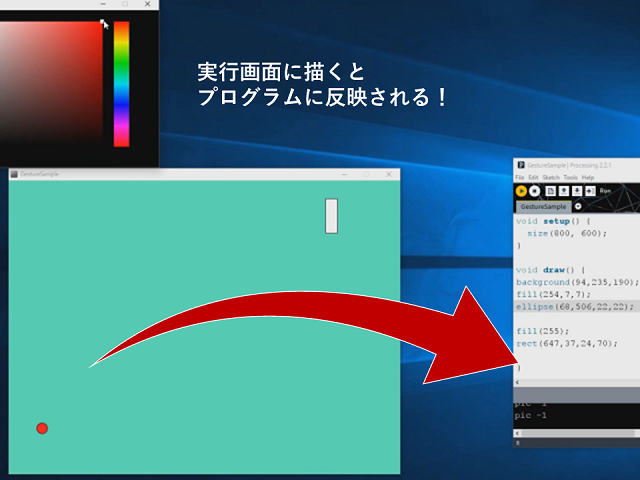 実行画面に描くと
プログラムに反映される！
GestureSample
GestureSample | Processing 2.2.1
File Edit Sketch Tools Help
Run
GestureSample
void setup() {
size(800, 600);
}
void draw() {
background(94,235,190);
fill(254,7,7);
ellipse(68,506,22,22);
fill(255);
rect(647,37,24,70);
}
pic -1
pic -1